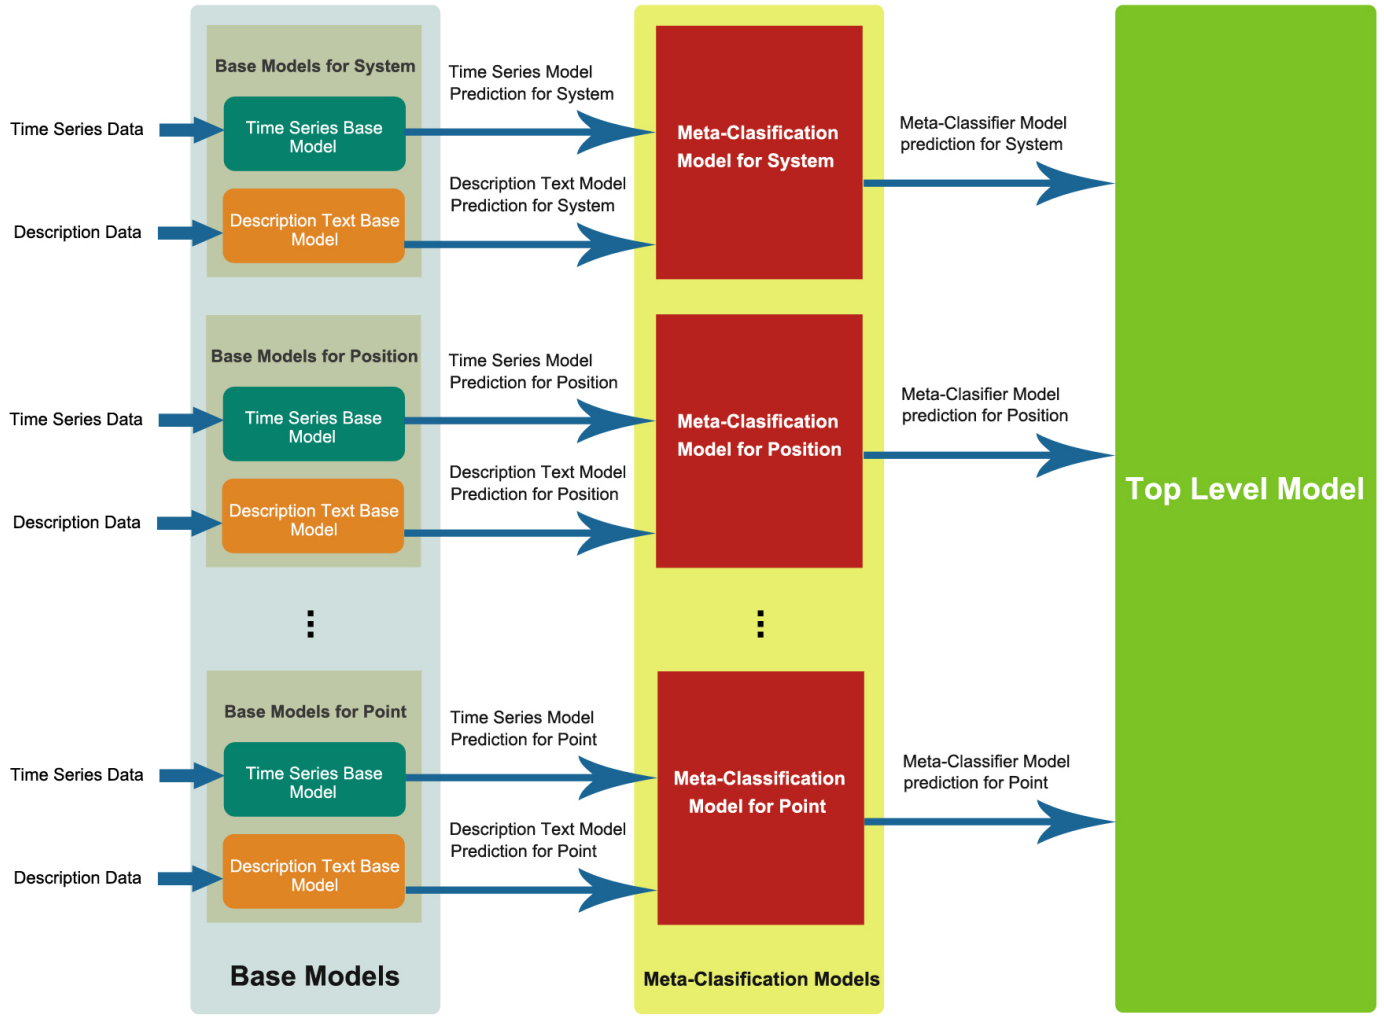 Base Models for System
Time Series Data
Time Series Base
Model
Description Data
Description Text Base
Model
Time Series Model
Prediction for System
Description Text Model
Prediction for System
Meta-Clasification
Model for System
Meta-Classifier Model
prediction for System
Base Models for Position
Time Series Data
Time Series Base
Model
Description Data
Description Text Base
Model
Time Series Model
Prediction for Position
Description Text Model
Prediction for Position
Meta-Clasification
Model for Position
Meta-Clasifier Model
prediction for Position
Top Level Model
Base Models for Point
Time Series Data
Time Series Base
Model
Description Data
Description Text Base
Model
Time Series Model
Prediction for Point
Description Text Model
Prediction for Point
Meta-Classification
Model for Point
Meta-Classifier Model
prediction for Point
Base Models
Meta-Clasification Models